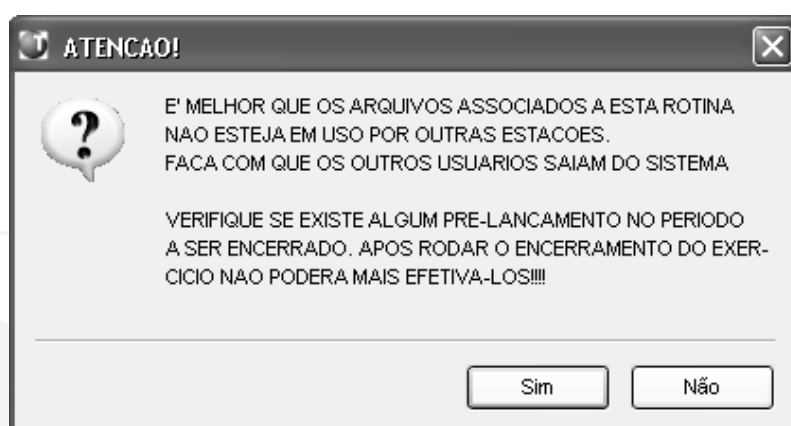 ATENCAO!
E' MELHOR QUE OS ARQUIVOS ASSOCIADOS A ESTA ROTINA
NAO ESTEJA EM USO POR OUTRAS ESTACOES.
FACA COM QUE OS OUTROS USUARIOS SAIAM DO SISTEMA
VERIFIQUE SE EXISTE ALGUM PRE-LANCAMENTO NO PERIODO
A SER ENCERRADO. APOS RODAR O ENCERRAMENTO DO EXER-
CICIO NAO PODERA MAIS EFETIVA-LOS!!!!
Sim
Não